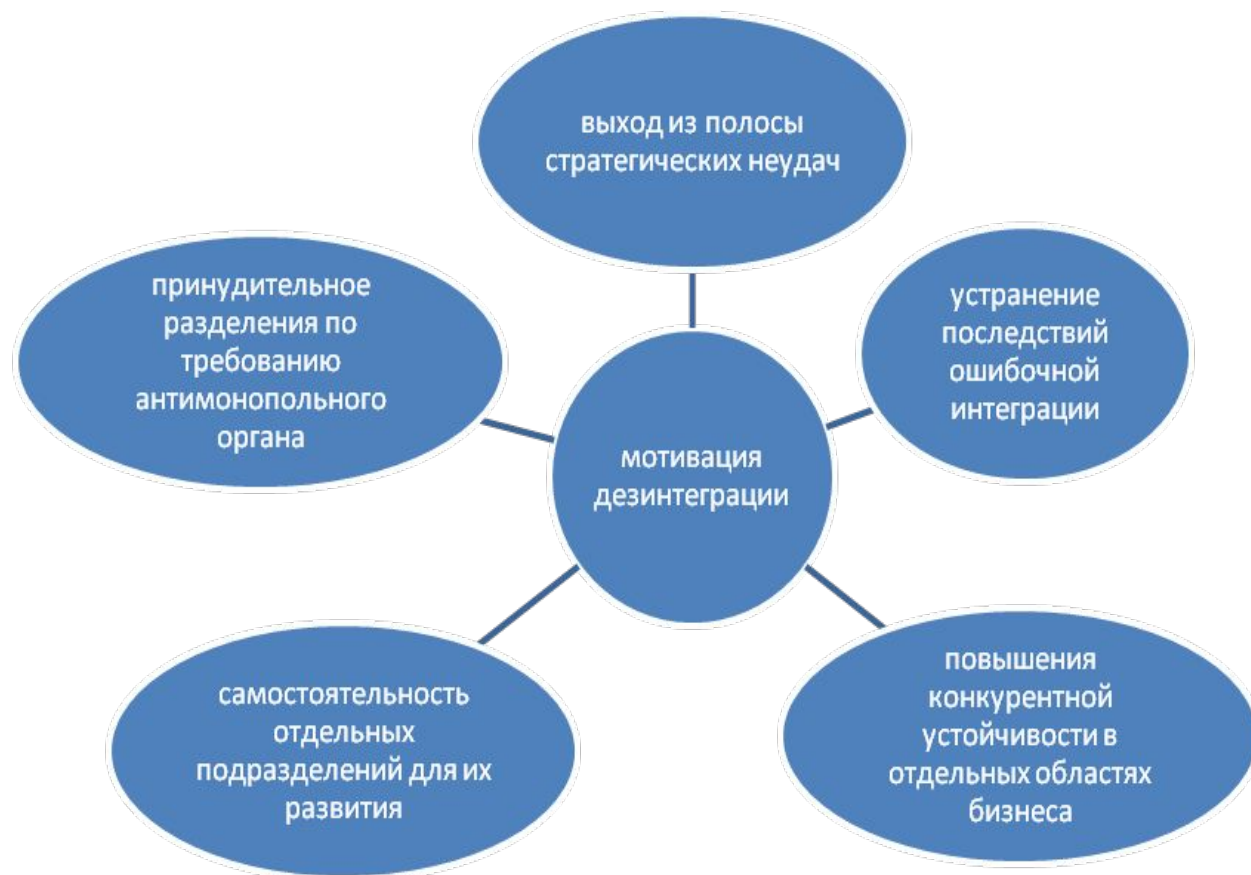 выход из полосы
стратегических неудач
устранение
последствий
ошибочной
интеграции
принудительное
разделения по
требованию
антимонопольного
органа
мотивация
дезинтеграции
повышения
конкурентной
устойчивости в
отдельных областях
бизнеса
самостоятельность
отдельных
подразделений для их
развития